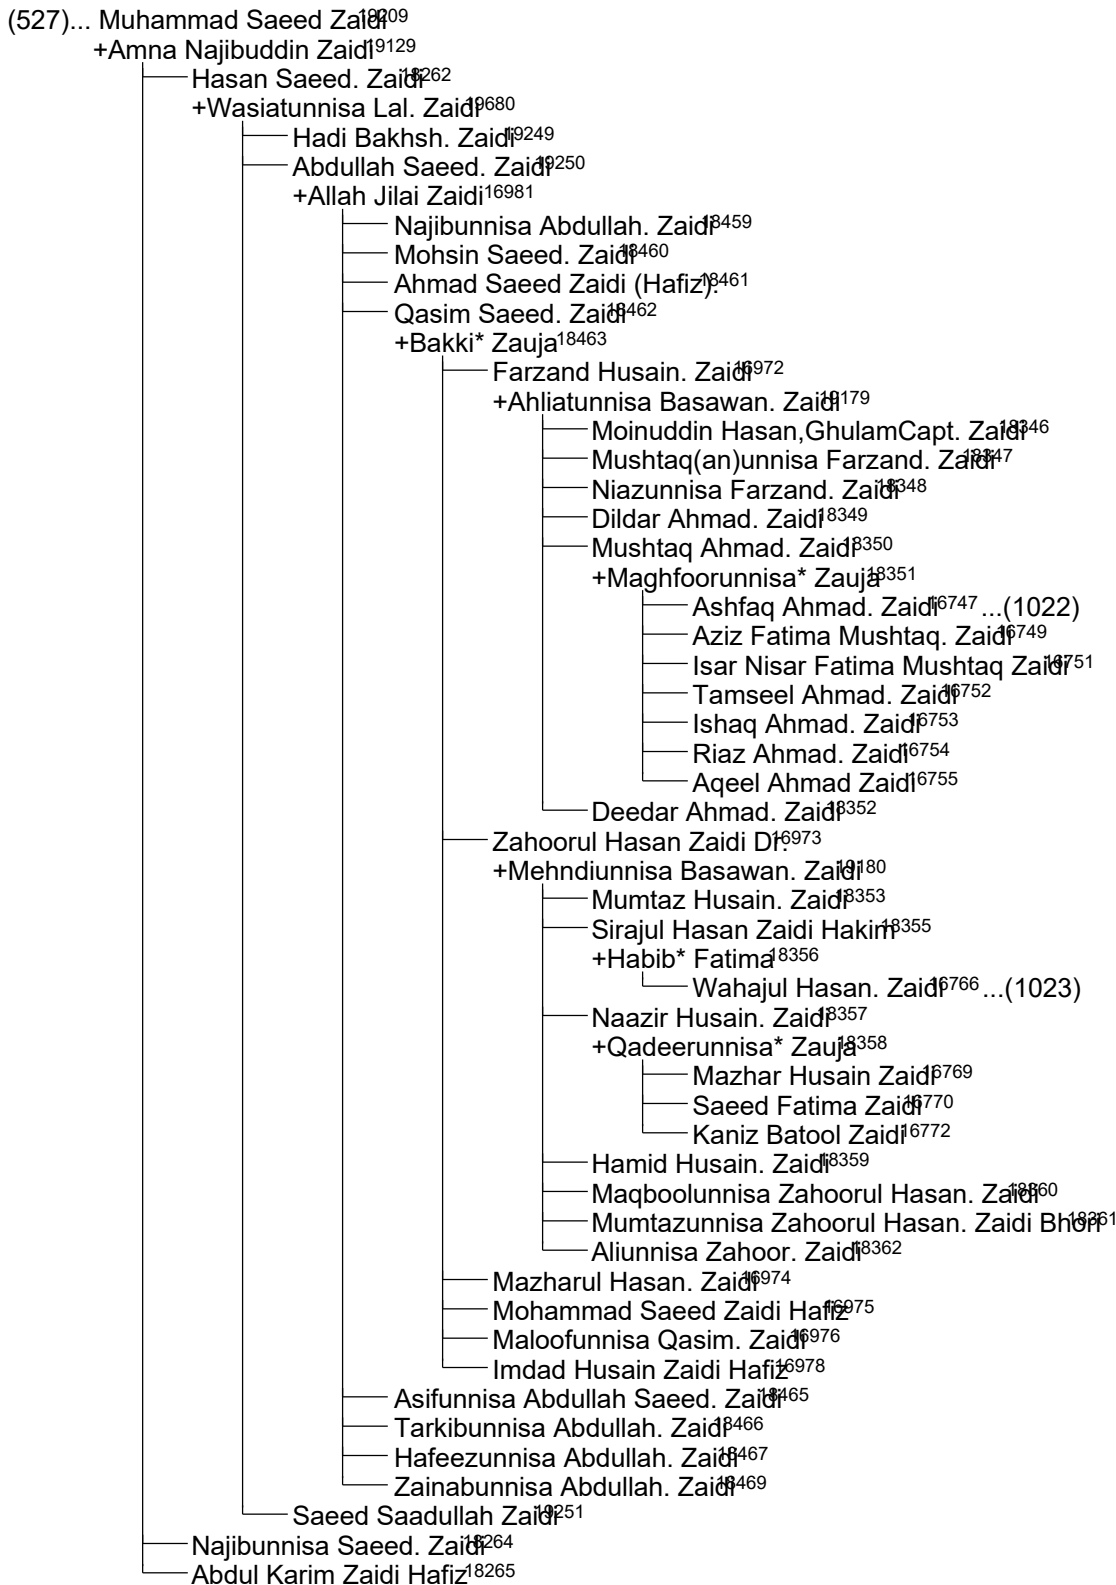 (527)... Muhammad Saeed Zaidi19209
+Amna Najibuddin Zaidi19129
Hasan Saeed. Zaidi18262
+Wasiatunnisa Lal. Zaidi19680
Hadi Bakhsh. Zaidi19249
Abdullah Saeed. Zaidi19250
+Allah Jilai Zaidi16981
Najibunnisa Abdullah. Zaidi18459
Mohsin Saeed. Zaidi18460
Ahmad Saeed Zaidi (Hafiz).18461
Qasim Saeed. Zaidi18462
+Bakki* Zauja18463
Farzand Husain. Zaidi16972
+Ahliatunnisa Basawan. Zaidi19179
Moinuddin Hasan,GhulamCapt. Zaidi18346
Mushtaq(an)unnisa Farzand. Zaidi18347
Niazunnisa Farzand. Zaidi18348
Dildar Ahmad. Zaidi18349
Mushtaq Ahmad. Zaidi18350
+Maghfoorunnisa* Zauja18351
Ashfaq Ahmad. Zaidi16747 ...(1022)
Aziz Fatima Mushtaq. Zaidi16749
Isar Nisar Fatima Mushtaq Zaidi16751
Tamseel Ahmad. Zaidi16752
Ishaq Ahmad. Zaidi16753
Riaz Ahmad. Zaidi16754
Aqeel Ahmad Zaidi16755
Deedar Ahmad. Zaidi18352
Zahoorul Hasan Zaidi Dr.16973
+Mehndiunnisa Basawan. Zaidi19180
Mumtaz Husain. Zaidi18353
Sirajul Hasan Zaidi Hakim18355
+Habib* Fatima18356
Wahajul Hasan. Zaidi16766 ...(1023)
Naazir Husain. Zaidi18357
+Qadeerunnisa* Zauja18358
Mazhar Husain Zaidi16769
Saeed Fatima Zaidi16770
Kaniz Batool Zaidi16772
Hamid Husain. Zaidi18359
Maqboolunnisa Zahoorul Hasan. Zaidi18360
Mumtazunnisa Zahoorul Hasan. Zaidi Bhori18361
Aliunnisa Zahoor. Zaidi18362
Mazharul Hasan. Zaidi16974
Mohammad Saeed Zaidi Hafiz16975
Maloofunnisa Qasim. Zaidi16976
Imdad Husain Zaidi Hafiz16978
Asifunnisa Abdullah Saeed. Zaidi18465
Tarkibunnisa Abdullah. Zaidi18466
Hafeezunnisa Abdullah. Zaidi18467
Zainabunnisa Abdullah. Zaidi18469
Saeed Saadullah Zaidi19251
Najibunnisa Saeed. Zaidi18264
Abdul Karim Zaidi Hafiz18265